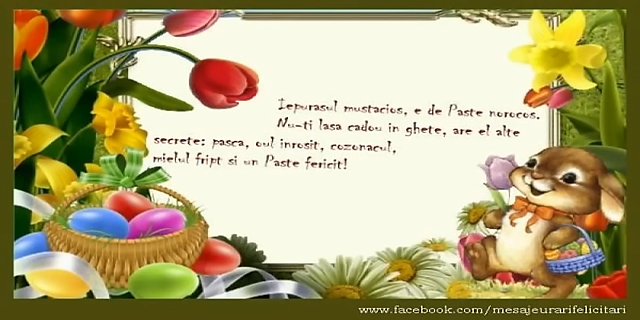 Iepurasul mustacios, e de Paste norocos.
Nu-ti lasa cadou in ghete, are el alte
secrete: pasca, oul inrosit, cozonacul,
mielul fript si un Paste fericit!
www.facebook.com/mesajeurarifelicitari